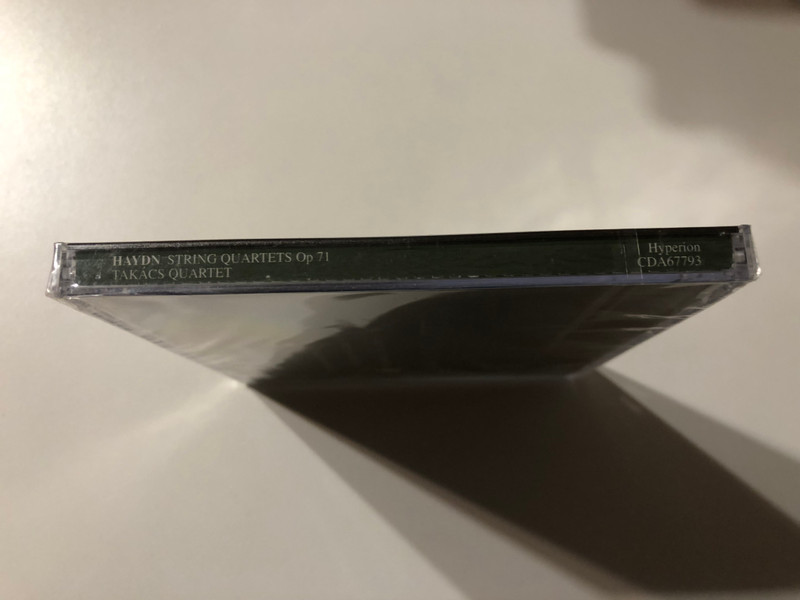 HAYDN STRING QUARTETS Op 71
TAKÁCS QUARTET
Hyperion
CDA67793